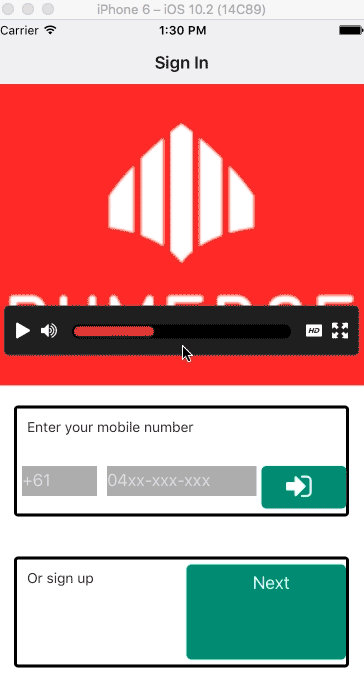 iPhone 6 – iOS 10.2 (14C89)
Carrier 1:30 PM
Sign In
HD
Enter your mobile number
+61 04xx-xxx-xxx
Or sign up
Next